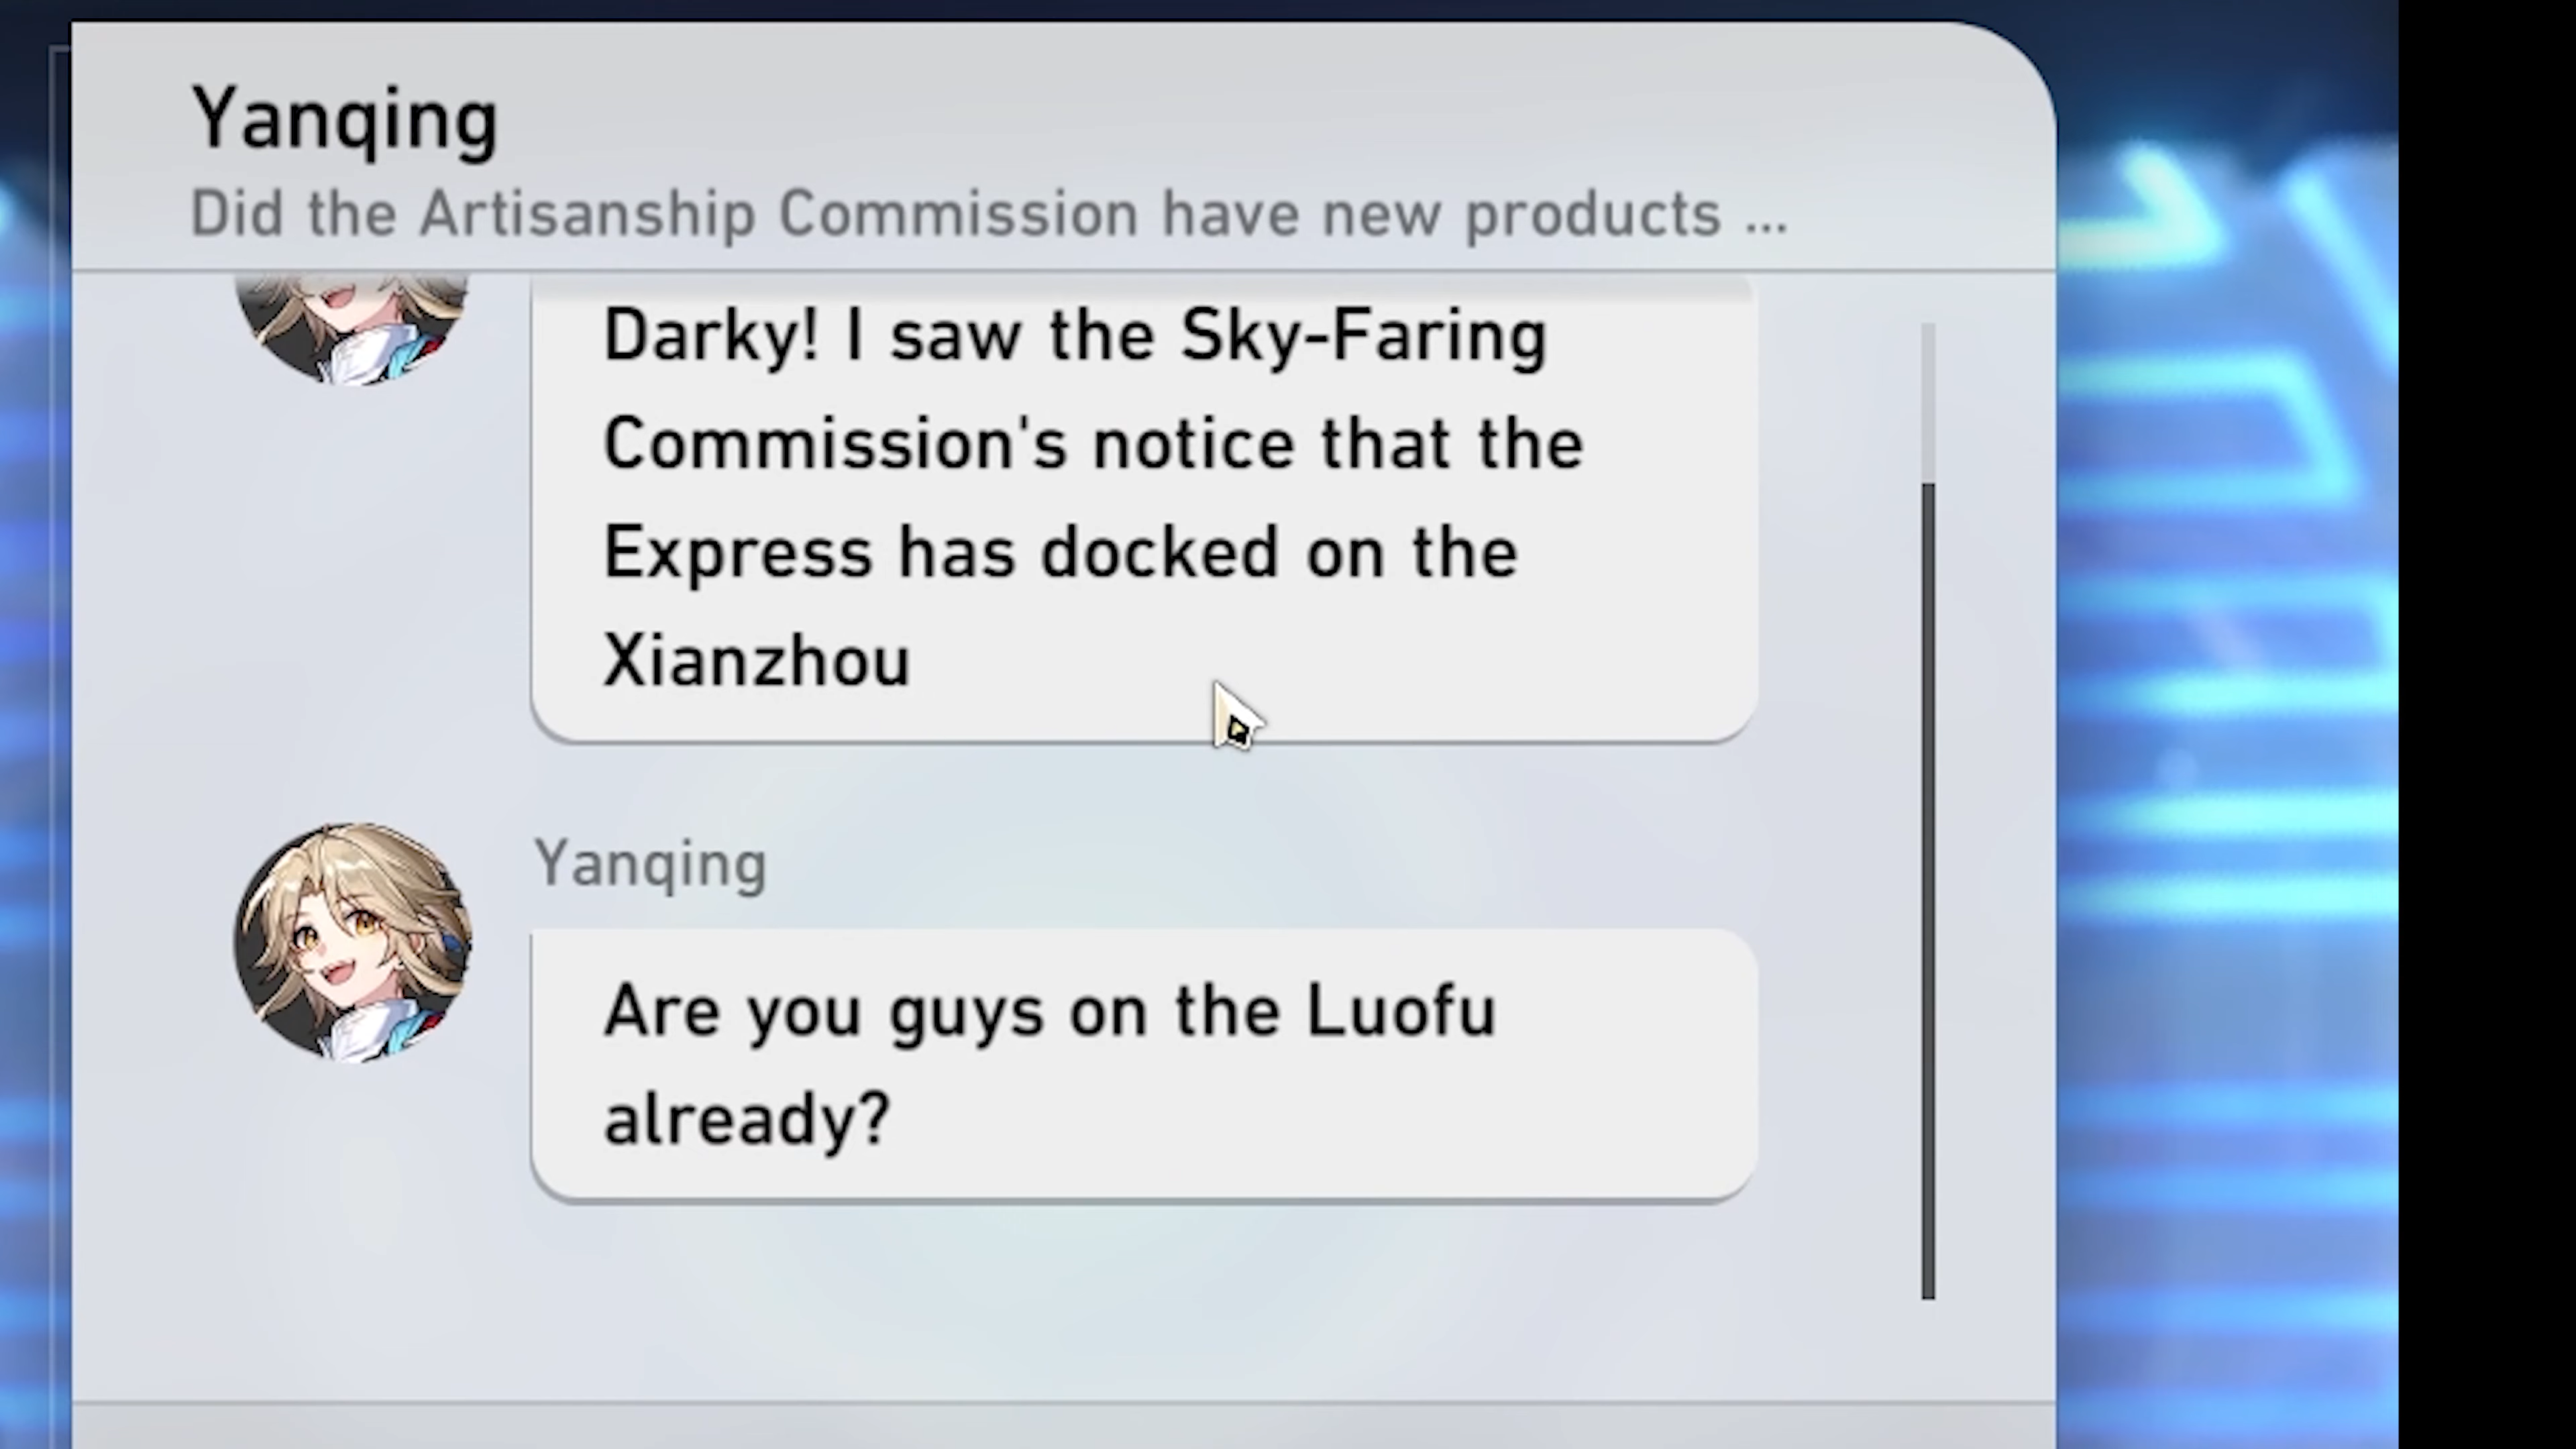 Yanqing
Did the Artisanship Commission have new products ...
Darky! I saw the Sky-Faring
Commission's notice that the
Express has docked on the
Xianzhou
Yanqing
Are you guys on the Luofu
already?